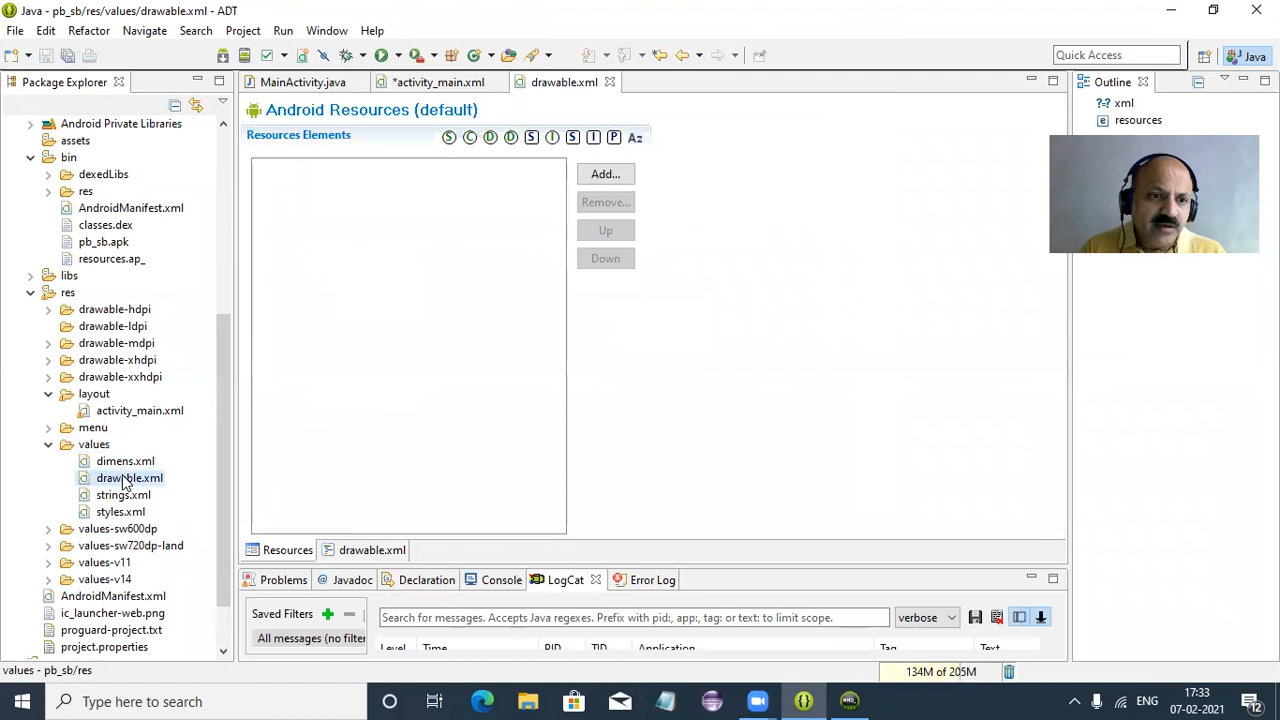 Java - pb_sb/res/values/drawable.xml - ADT
File Edit Refactor Navigate Search Project Run Window Help
Quick Access
Java
Package Explorer
MainActivity.java
*activity_main.xml
drawable.xml
Outline
Android Private Libraries
assets
bin
dexedLibs
res
AndroidManifest.xml
classes.dex
pb_sb.apk
resources.ap_
libs
res
drawable-hdpi
drawable-ldpi
drawable-mdpi
drawable-xhdpi
drawable-xxhdpi
layout
activity_main.xml
menu
values
dimens.xml
drawable.xml
strings.xml
styles.xml
values-sw600dp
values-sw720dp-land
values-v11
values-v14
AndroidManifest.xml
ic_launcher-web.png
proguard-project.txt
project.properties
Android Resources (default)
Resources Elements
S C D D S I S I P Az
Add...
Remove...
Up
Down
Resources
drawable.xml
?? xml
e resources
Problems
Javadoc
Declaration
Console
LogCat
Error Log
Saved Filters
All messages (no filter
Search for messages. Accepts Java regexes. Prefix with pid:, app:, tag: or text: to limit scope.
verbose
Level Time PID TID Application Tag Text
values - pb_sb/res
134M of 205M
Type here to search
ENG
17:33
07-02-2021
12